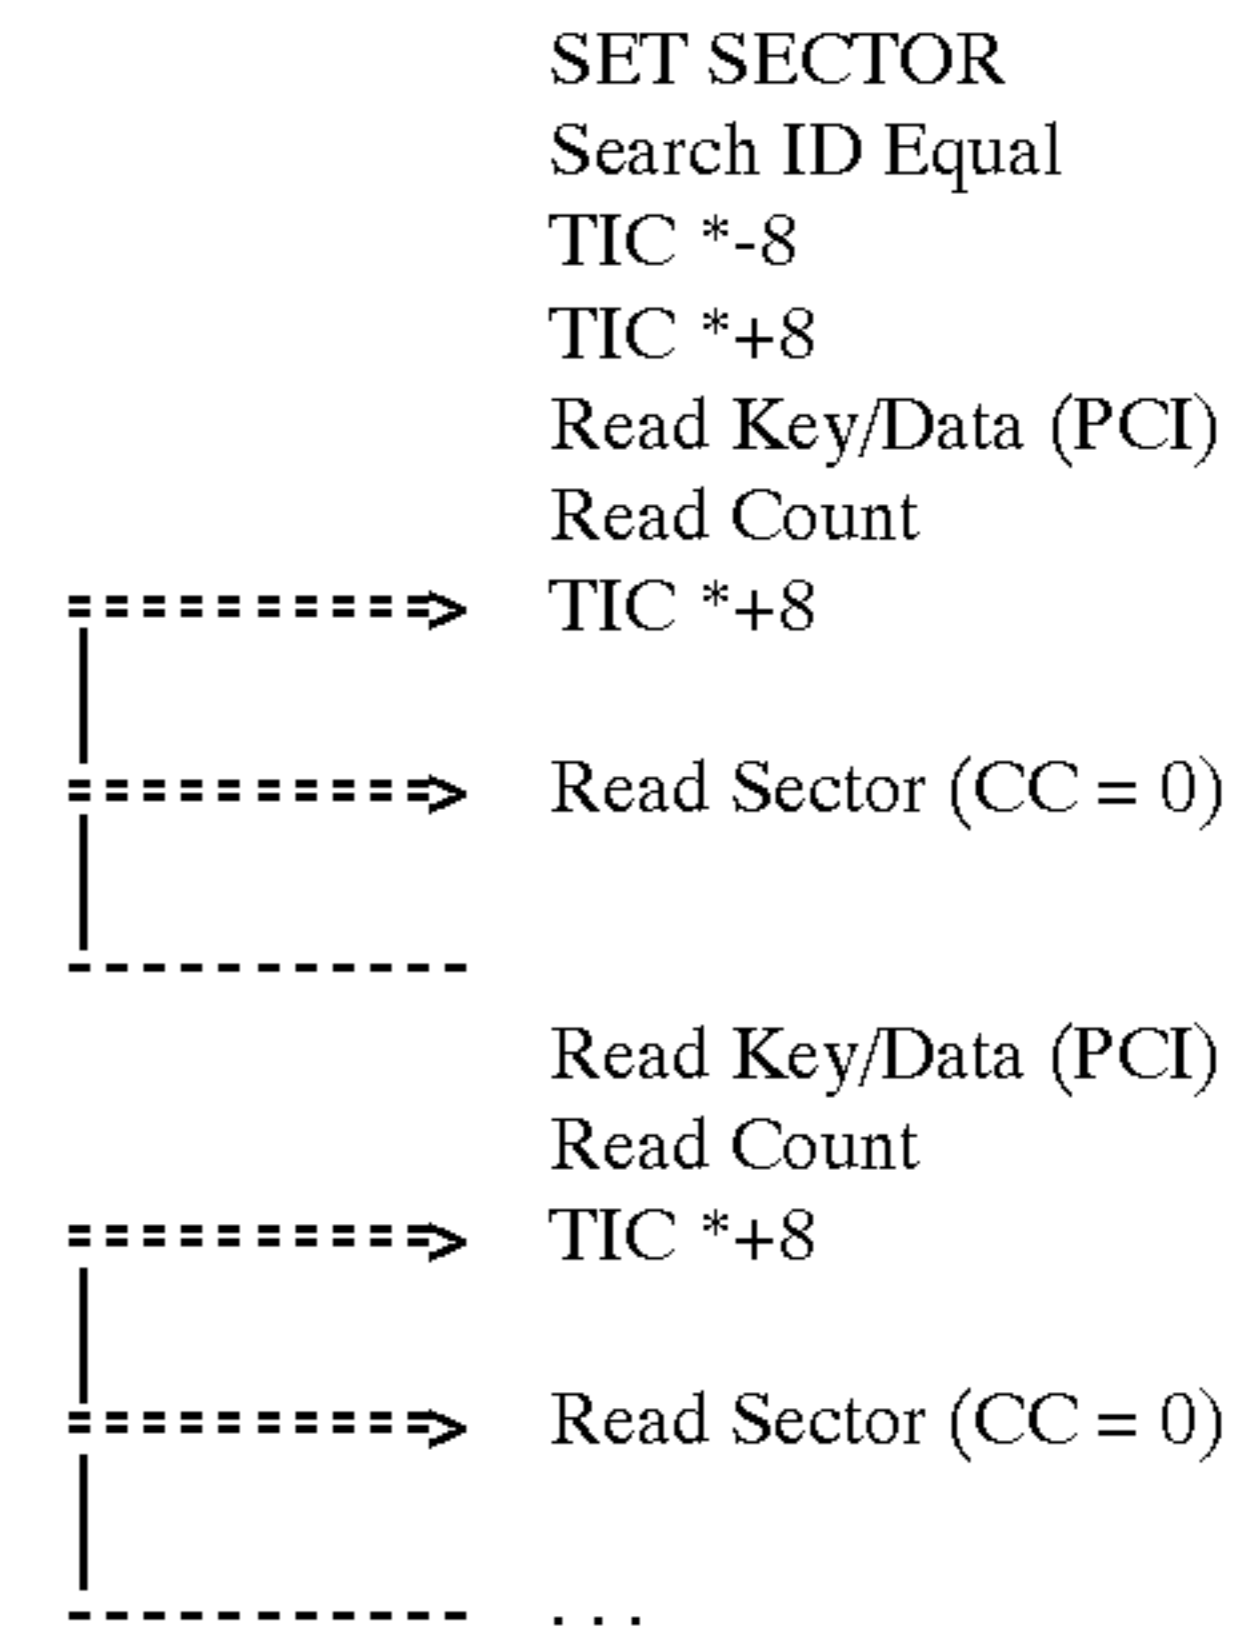 SET SECTOR
Search ID Equal
TIC *-8
TIC *+8
Read Key/Data (PCI)
Read Count
TIC *+8
Read Sector (CC = 0)
Read Key/Data (PCI)
Read Count
TIC *+8
Read Sector (CC = 0)
. . .